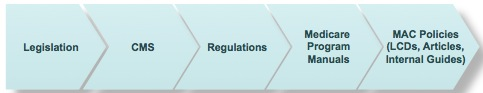 Legislation
CMS
Regulations
Medicare
Program
Manuals
MAC Policies
(LCDs, Articles,
Internal Guides)